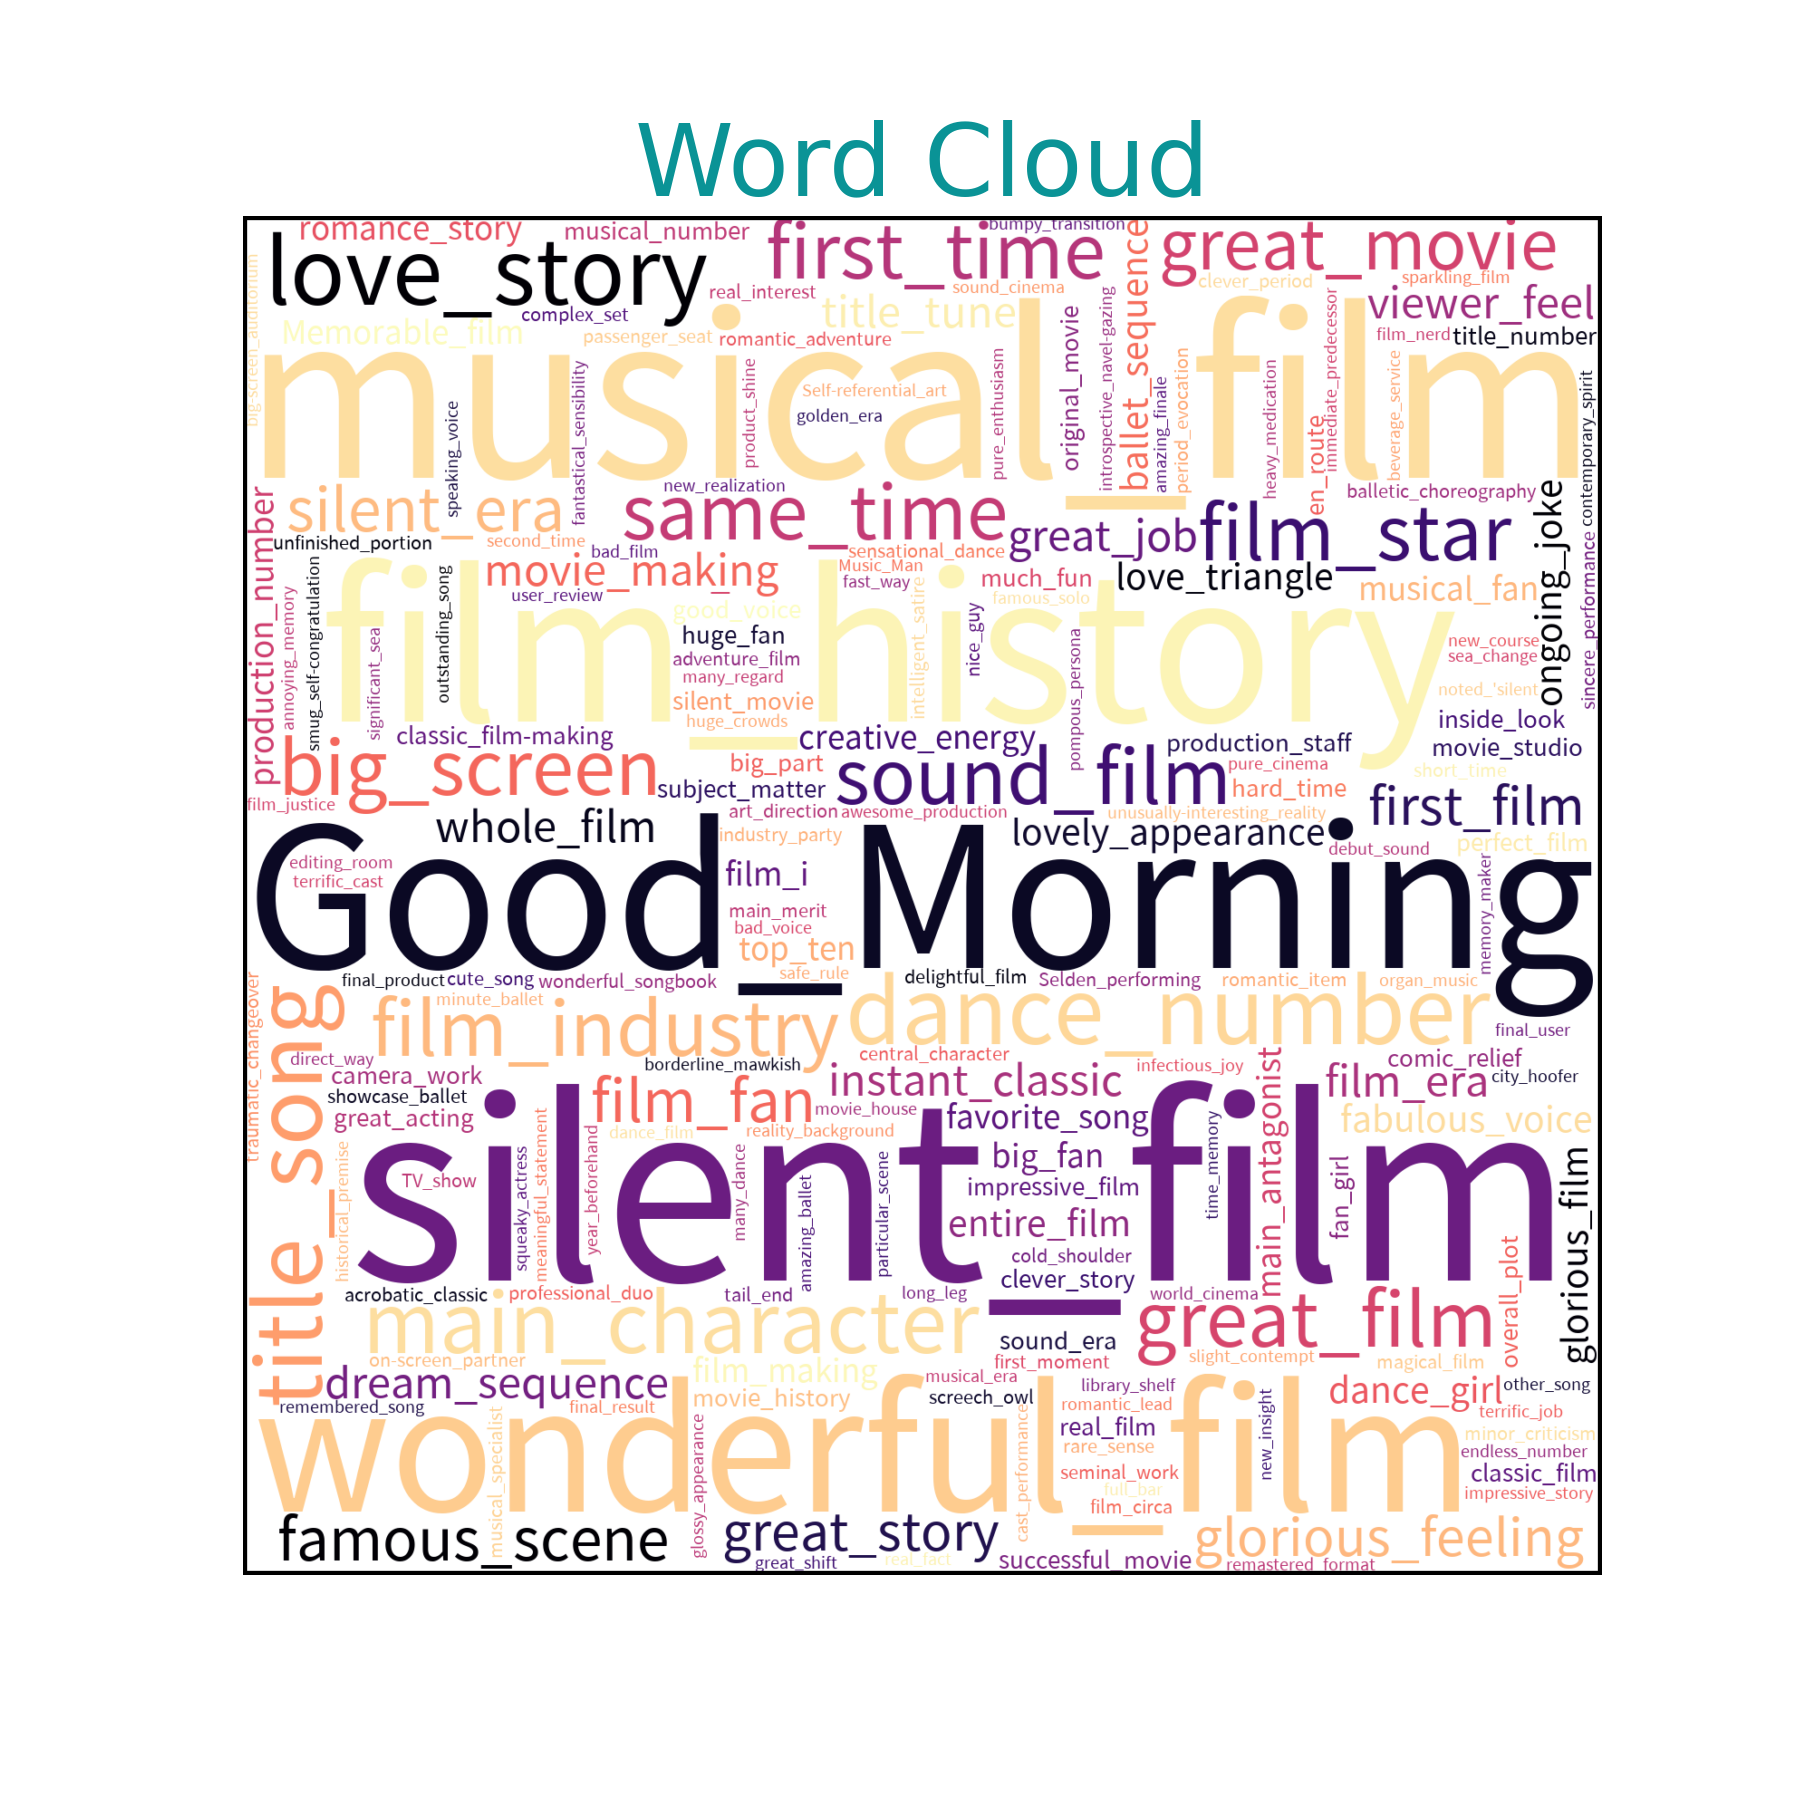 Word Cloud
romance_story
musical_number
first_time
bumpy_transition
great_movie
love_story
real_interest
sound_cinema
clever_period
sparkling_film
complex_set
title_tune
viewer_feel
big-screen_auditorium
Memorable_film
passenger_seat
romantic_adventure
original_movie
introspective_navel-gazing
ballet_sequence
immediate_predecessor
film_nerd
title_number
musical_film
speaking_voice
fantastical_sensibility
product_shine
Self-referential_art
golden_era
pure_enthusiasm
amazing_finale
period_evocation
heavy_medication
en_route
beverage_service
contemporary_spirit
production_number
silent_era
new_realization
same_time
balletic_choreography
ongoing_joke
unfinished_portion
second_time
bad_film
sensational_dance
great_job
film_star
movie_making
Music_Man
fast_way
much_fun
love_triangle
musical_fan
user_review
famous_solo
annoying_memory
smug_self-congratulation
significant_sea
outstanding_song
film_history
good_voice
huge_fan
adventure_film
many_regard
silent_movie
huge_crowds
intelligent_satire
nice_guy
pompous_persona
new_course
sea_change
noted_'silent
sincere_performance
classic_film-making
creative_energy
production_staff
inside_look
movie_studio
big_screen
big_part
sound_film
pure_cinema
short_time
subject_matter
hard_time
film_justice
art_direction
awesome_production
unusually-interesting_reality
first_film
whole_film
industry_party
lovely_appearance
debut_sound
perfect_film
editing_room
terrific_cast
film_i
Good_Morning
memory_maker
main_merit
bad_voice
top_ten
safe_rule
final_product
cute_song
wonderful_songbook
delightful_film
Selden_performing
romantic_item
organ_music
traumatic_changeover
title_song
minute_ballet
film_industry
dance_number
final_user
direct_way
borderline_mawkish
central_character
infectious_joy
comic_relief
camera_work
film_fan
instant_classic
main_antagonist
film_era
city_hoofer
showcase_ballet
movie_house
great_acting
dance_film
reality_background
favorite_song
fabulous_voice
silent_film
historical_premise
TV_show
squeaky_actress
meaningful_statement
year_beforehand
many_dance
amazing_ballet
particular_scene
big_fan
impressive_film
entire_film
time_memory
fan_girl
glorious_film
cold_shoulder
clever_story
acrobatic_classic
professional_duo
tail_end
long_leg
world_cinema
main_character
sound_era
great_film
overall_plot
on-screen_partner
film_making
first_moment
slight_contempt
magical_film
dream_sequence
movie_history
musical_era
screech_owl
library_shelf
dance_girl
other_song
remembered_song
final_result
romantic_lead
terrific_job
wonderful_film
musical_specialist
glossy_appearance
cast_performance
real_film
rare_sense
new_insight
minor_criticism
endless_number
seminal_work
classic_film
full_bar
impressive_story
film_circa
famous_scene
great_story
glorious_feeling
great_shift
real_fact
successful_movie
remastered_format